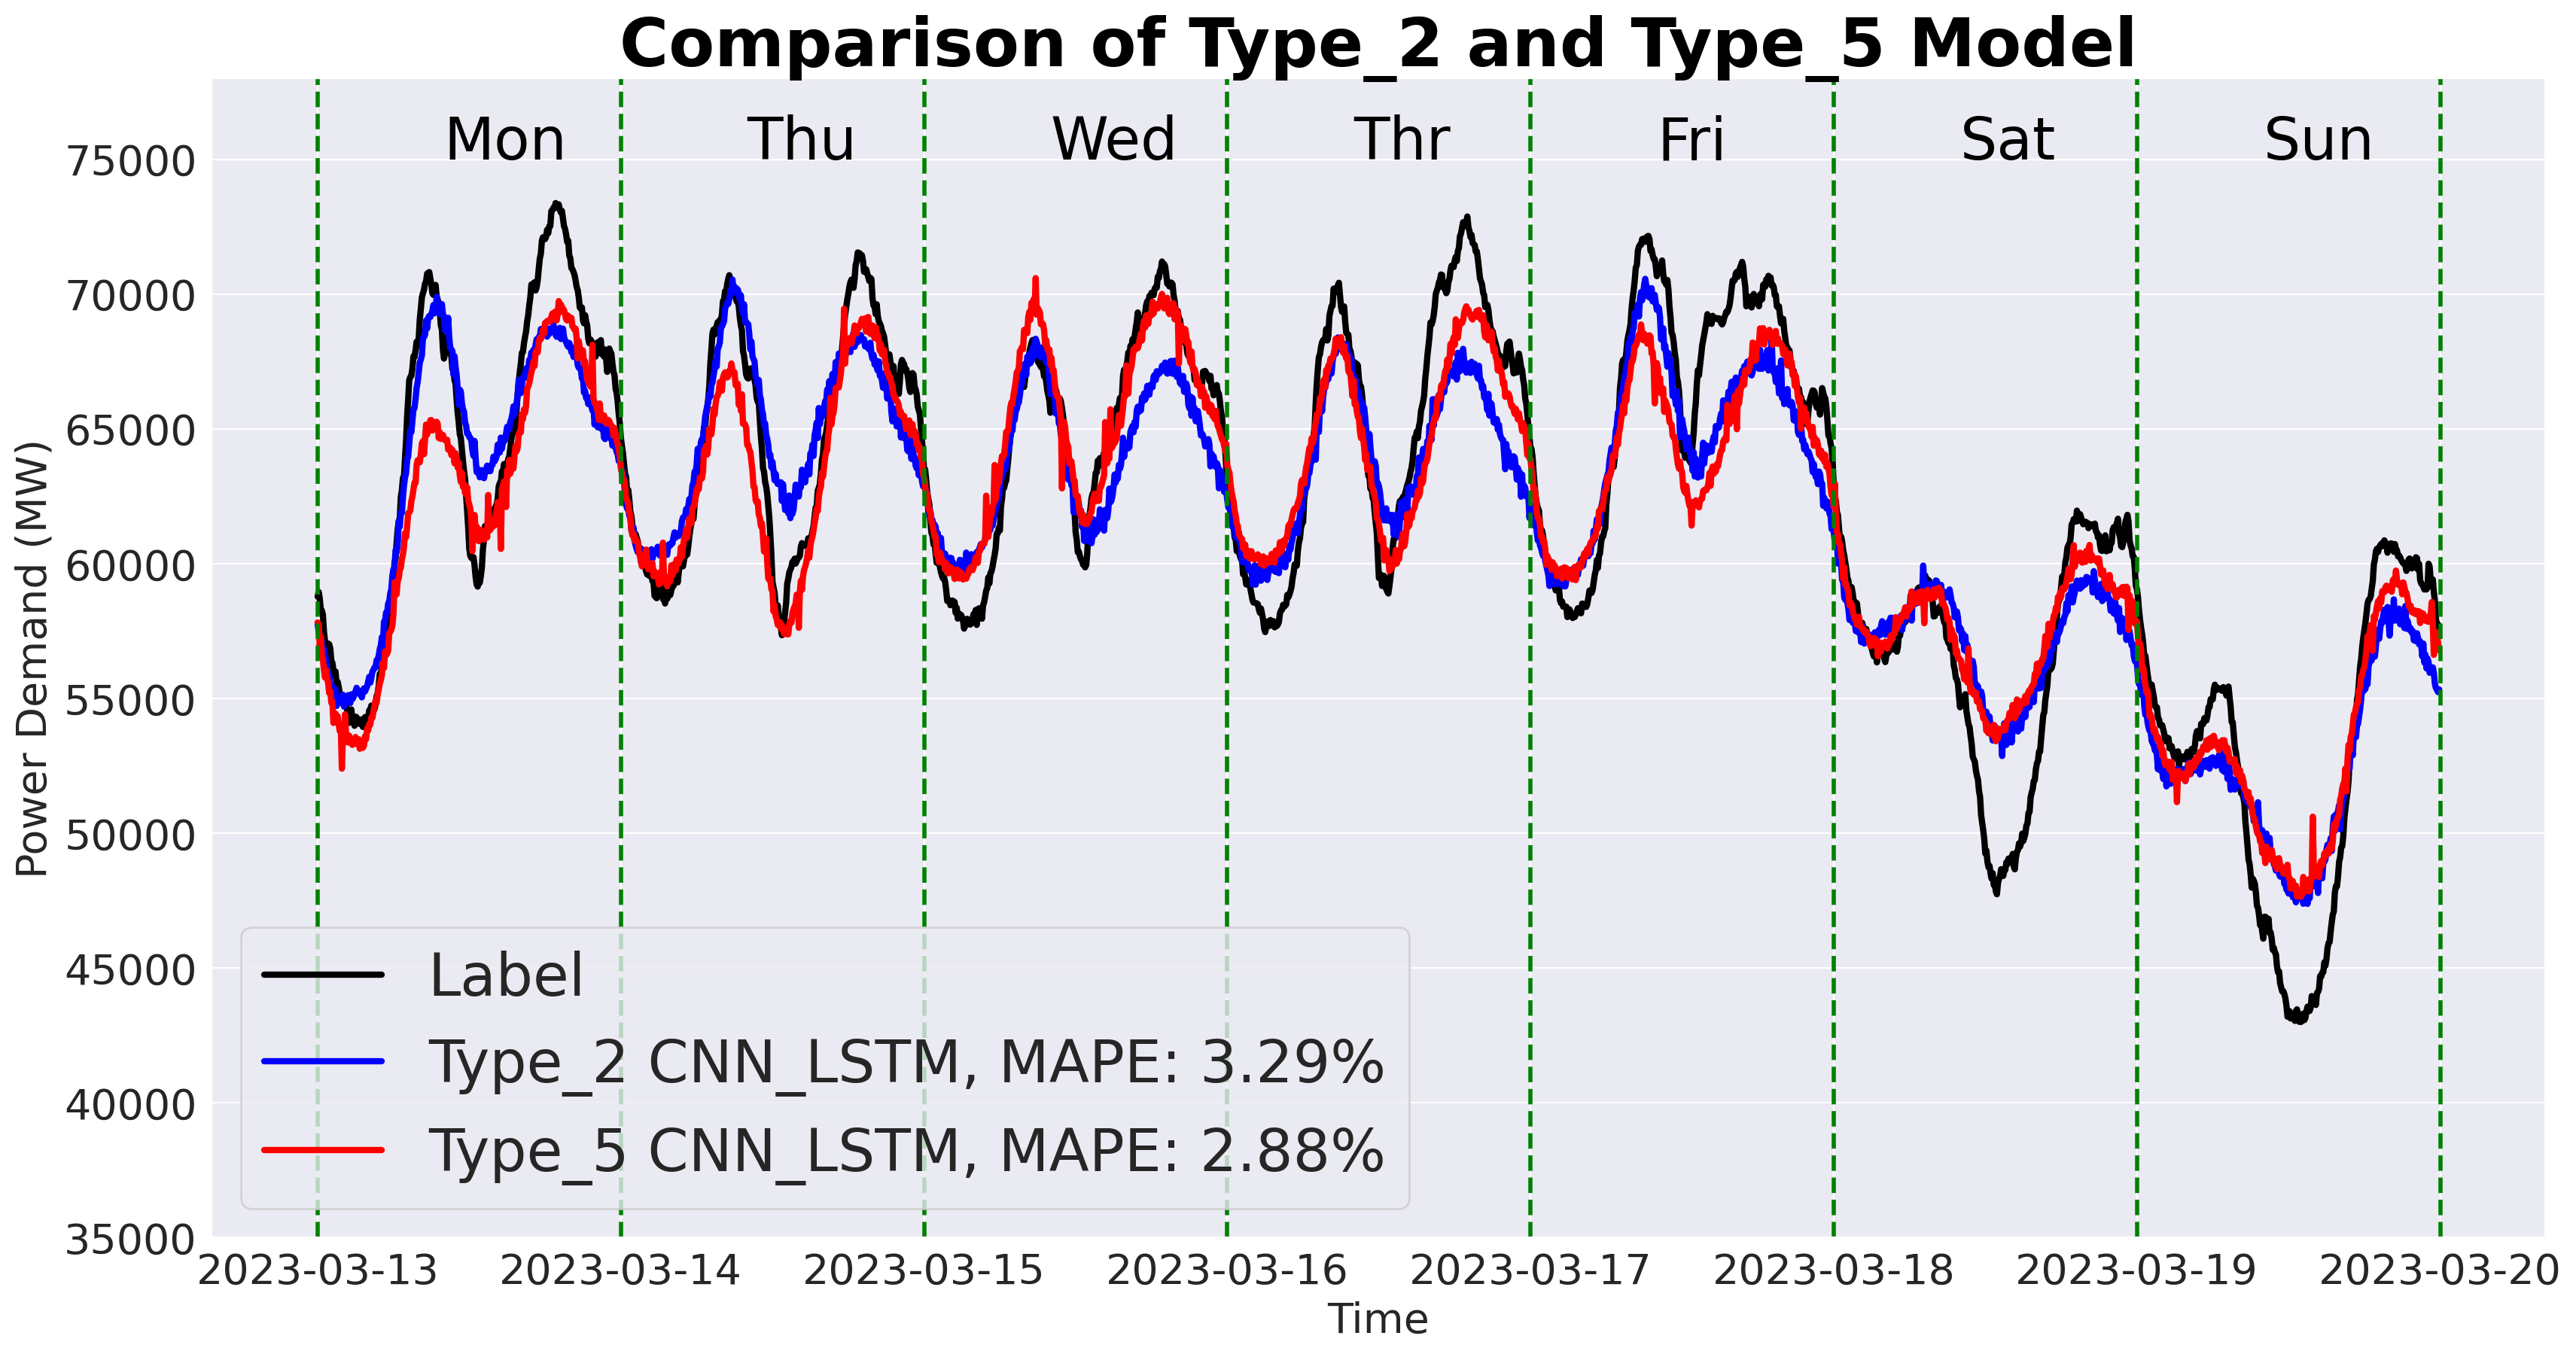 Comparison of Type_2 and Type_5 Model
Mon Thu Wed Thr Fri Sat Sun
75000
70000
65000
60000
55000
50000
45000
40000
35000
Power Demand (MW)
Label
Type_2 CNN_LSTM, MAPE: 3.29%
Type_5 CNN_LSTM, MAPE: 2.88%
2023-03-13 2023-03-14 2023-03-15 2023-03-16 2023-03-17 2023-03-18 2023-03-19 2023-03-20
Time